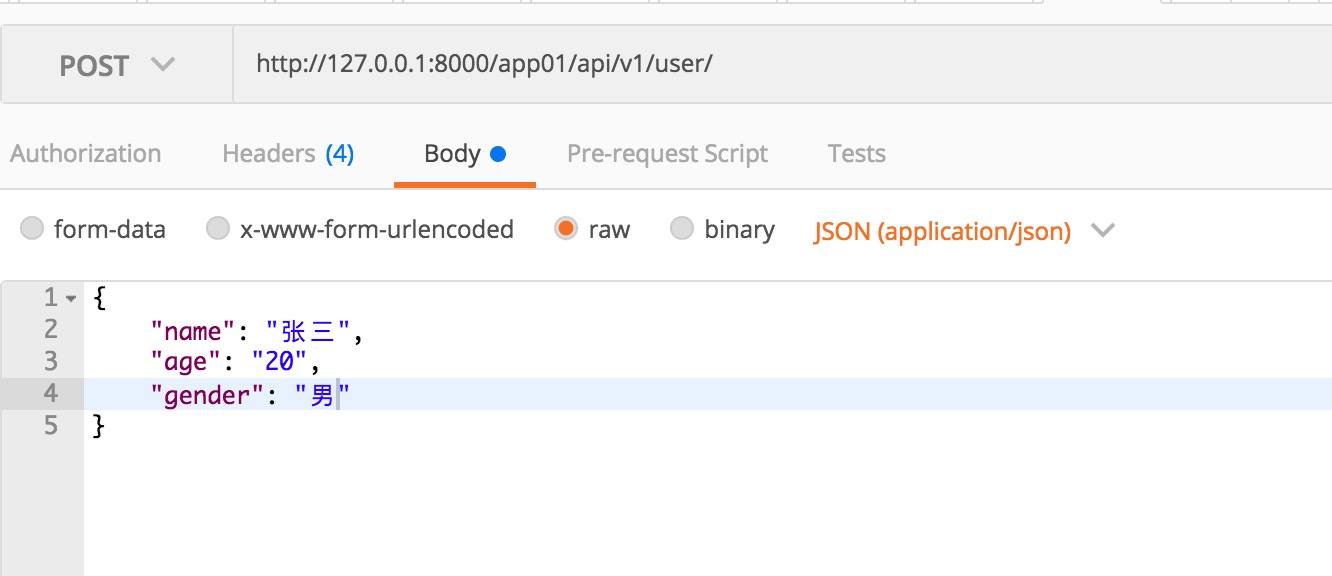 POST http://127.0.0.1:8000/app01/api/v1/user/
Authorization Headers (4) Body Pre-request Script Tests
form-data x-www-form-urlencoded raw binary JSON (application/json)
1 {
2 "name": "张三",
3 "age": "20",
4 "gender": "男"
5 }